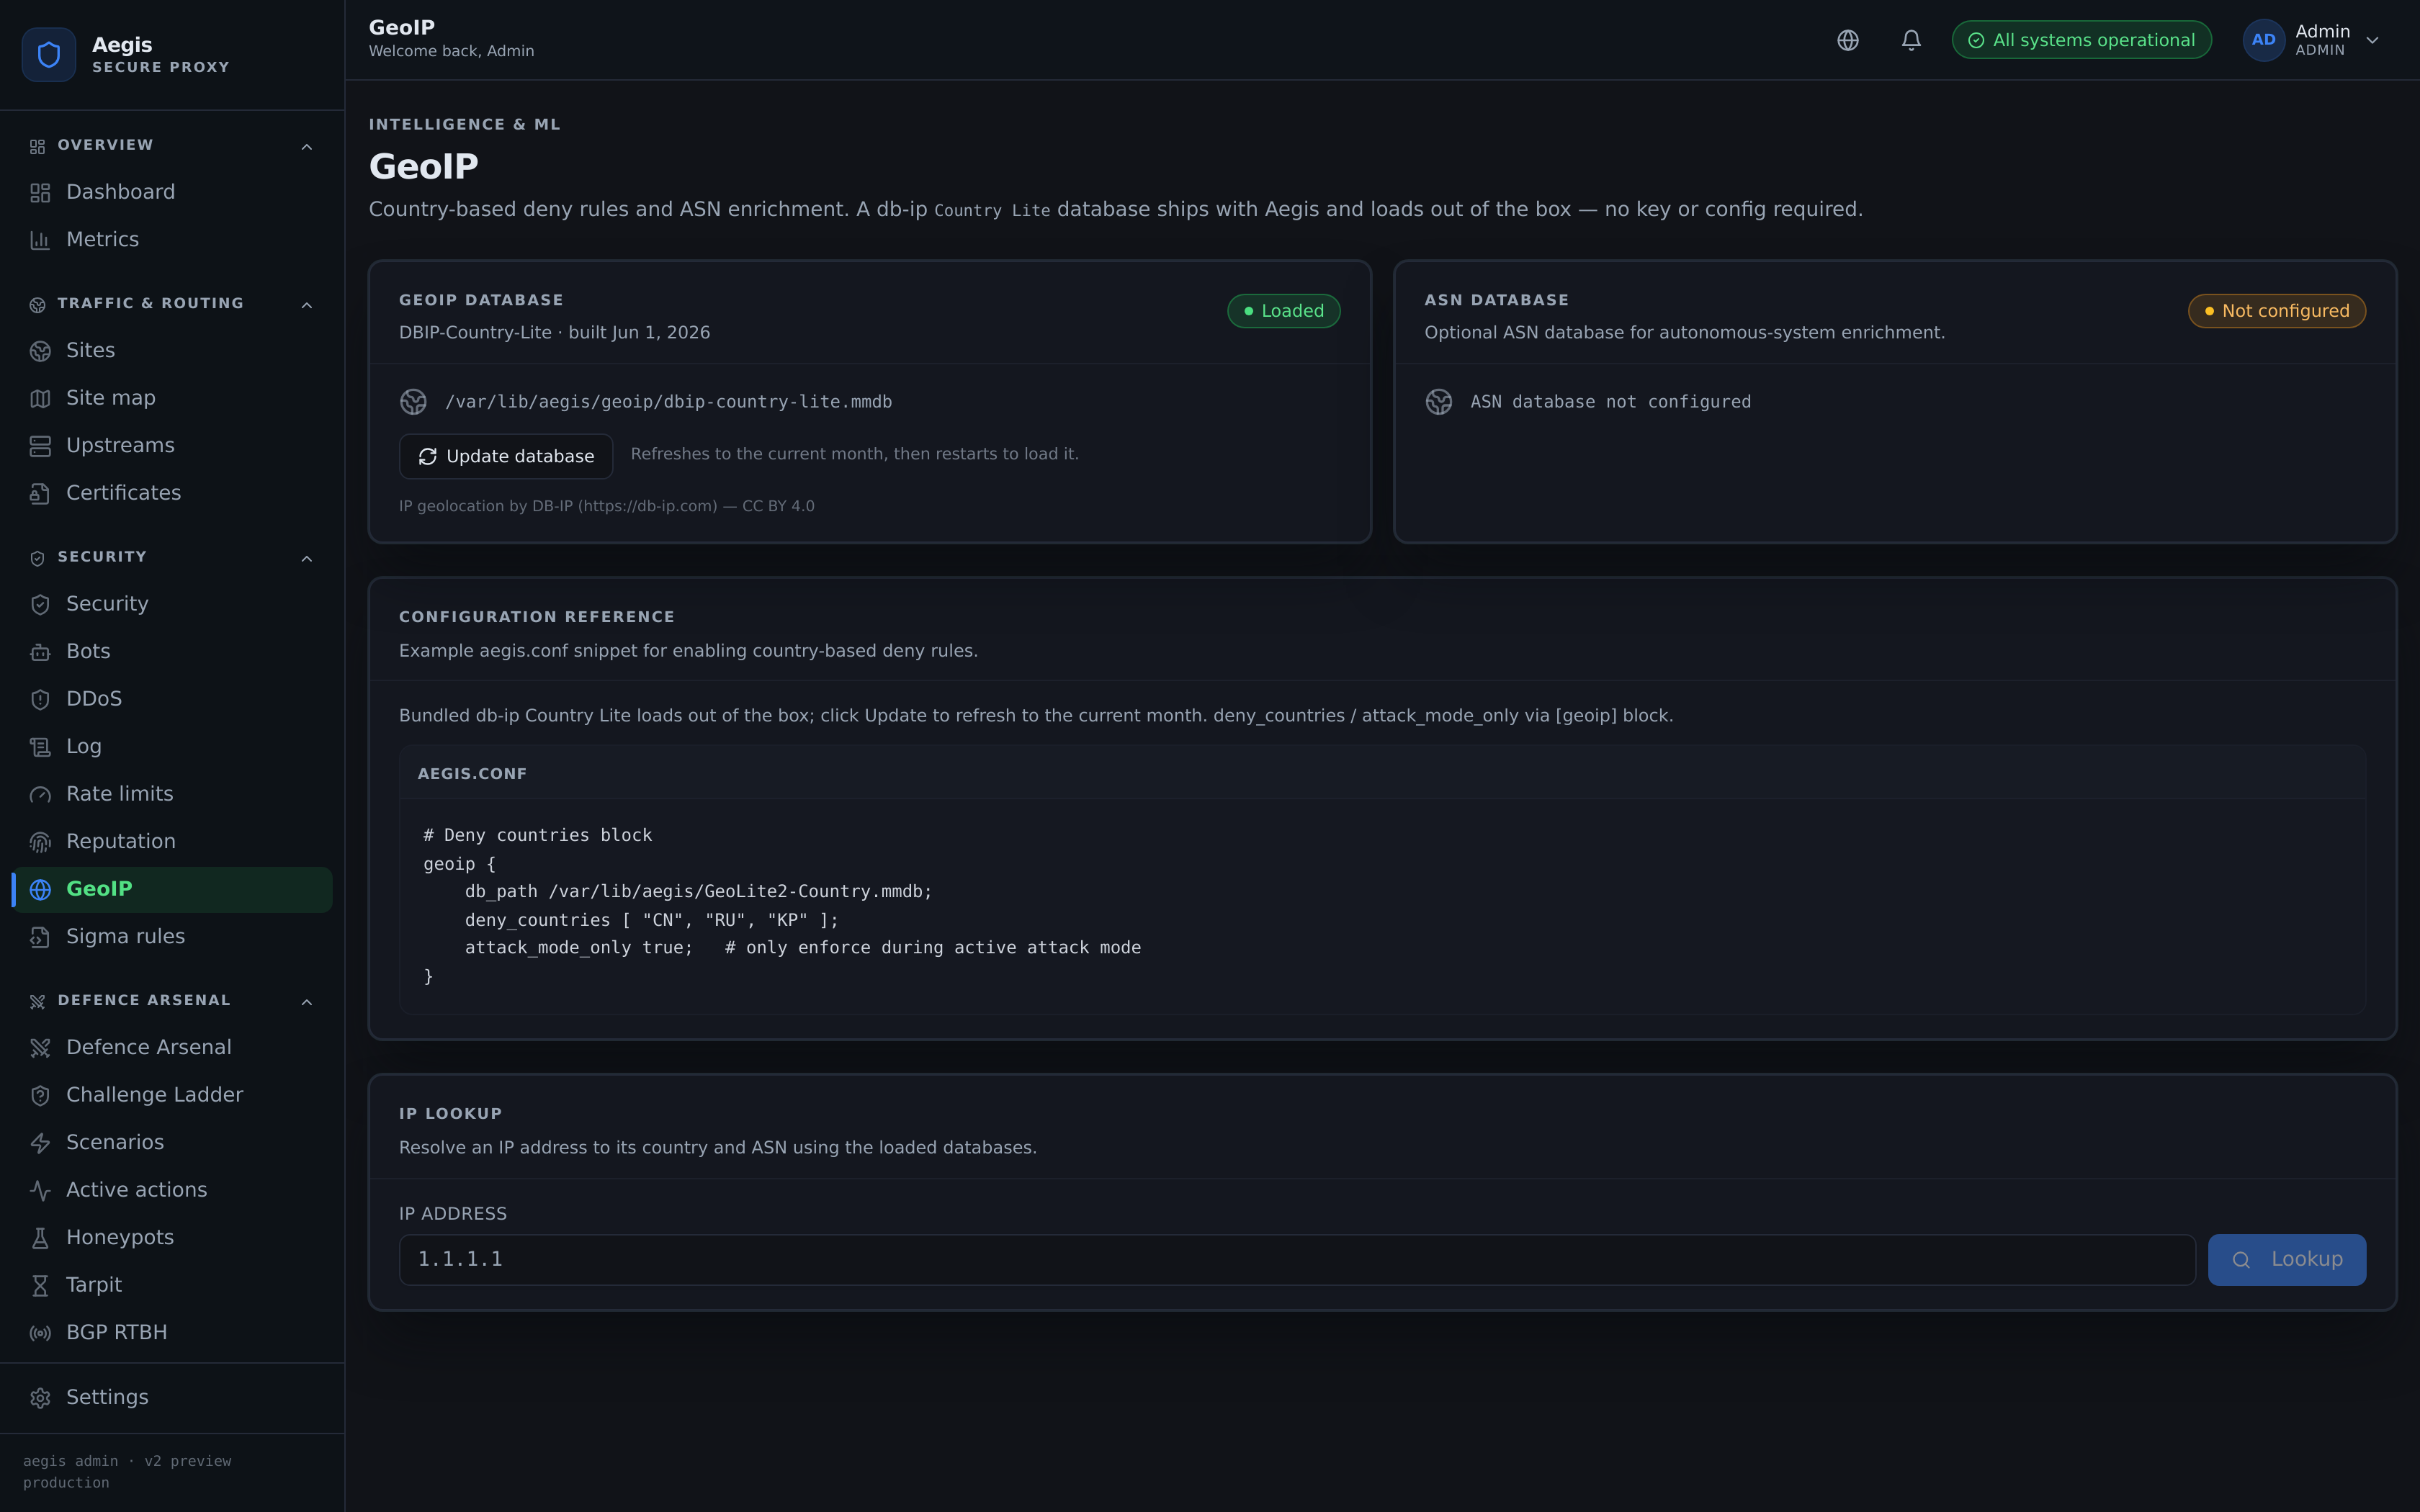 Aegis
SECURE PROXY
OVERVIEW
Dashboard
Metrics
TRAFFIC & ROUTING
Sites
Site map
Upstreams
Certificates
SECURITY
Security
Bots
DDoS
Log
Rate limits
Reputation
GeoIP
Sigma rules
DEFENCE ARSENAL
Defence Arsenal
Challenge Ladder
Scenarios
Active actions
Honeypots
Tarpit
BGP RTBH
Settings
aegis admin · v2 preview
production
GeoIP
Welcome back, Admin
All systems operational
AD
Admin
ADMIN
INTELLIGENCE & ML
GeoIP
Country-based deny rules and ASN enrichment. A db-ip Country Lite database ships with Aegis and loads out of the box — no key or config required.
GEOIP DATABASE
DBIP-Country-Lite · built Jun 1, 2026
Loaded
/var/lib/aegis/geoip/dbip-country-lite.mmdb
Update database
Refreshes to the current month, then restarts to load it.
IP geolocation by DB-IP (https://db-ip.com) — CC BY 4.0
ASN DATABASE
Optional ASN database for autonomous-system enrichment.
Not configured
ASN database not configured
CONFIGURATION REFERENCE
Example aegis.conf snippet for enabling country-based deny rules.
Bundled db-ip Country Lite loads out of the box; click Update to refresh to the current month. deny_countries / attack_mode_only via [geoip] block.
AEGIS.CONF
# Deny countries block
geoip {
    db_path /var/lib/aegis/GeoLite2-Country.mmdb;
    deny_countries [ "CN", "RU", "KP" ];
    attack_mode_only true;   # only enforce during active attack mode
}
IP LOOKUP
Resolve an IP address to its country and ASN using the loaded databases.
IP ADDRESS
1.1.1.1
Lookup